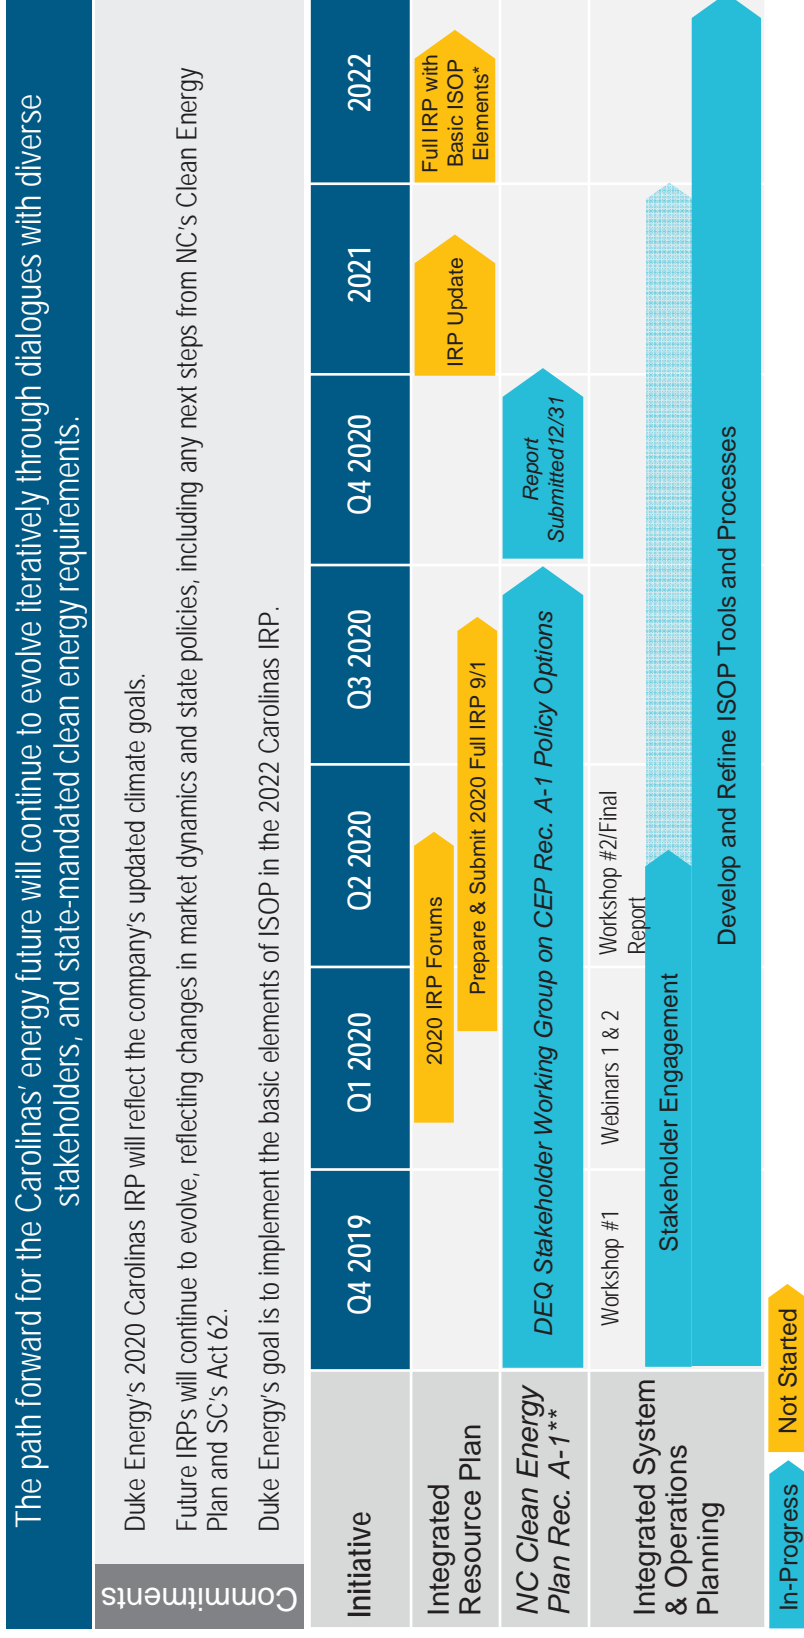 The path forward for the Carolinas' energy future will continue to evolve iteratively through dialogues with diverse
stakeholders, and state-mandated clean energy requirements.
Commitments
Duke Energy's 2020 Carolinas IRP will reflect the company's updated climate goals.
Future IRPs will continue to evolve, reflecting changes in market dynamics and state policies, including any next steps from NC's Clean Energy
Plan and SC's Act 62.
Duke Energy's goal is to implement the basic elements of ISOP in the 2022 Carolinas IRP.
Initiative
Q4 2019
Q1 2020
Q2 2020
Q3 2020
Q4 2020
2021
2022
Integrated
Resource Plan
2020 IRP Forums
Prepare & Submit 2020 Full IRP 9/1
IRP Update
Full IRP with
Basic ISOP
Elements*
NC Clean Energy
Plan Rec. A-1**
DEQ Stakeholder Working Group on CEP Rec. A-1 Policy Options
Report
Submitted12/31
Integrated System
& Operations
Planning
Workshop #1
Webinars 1 & 2
Workshop #2/Final
Report
Stakeholder Engagement
Develop and Refine ISOP Tools and Processes
In-Progress
Not Started